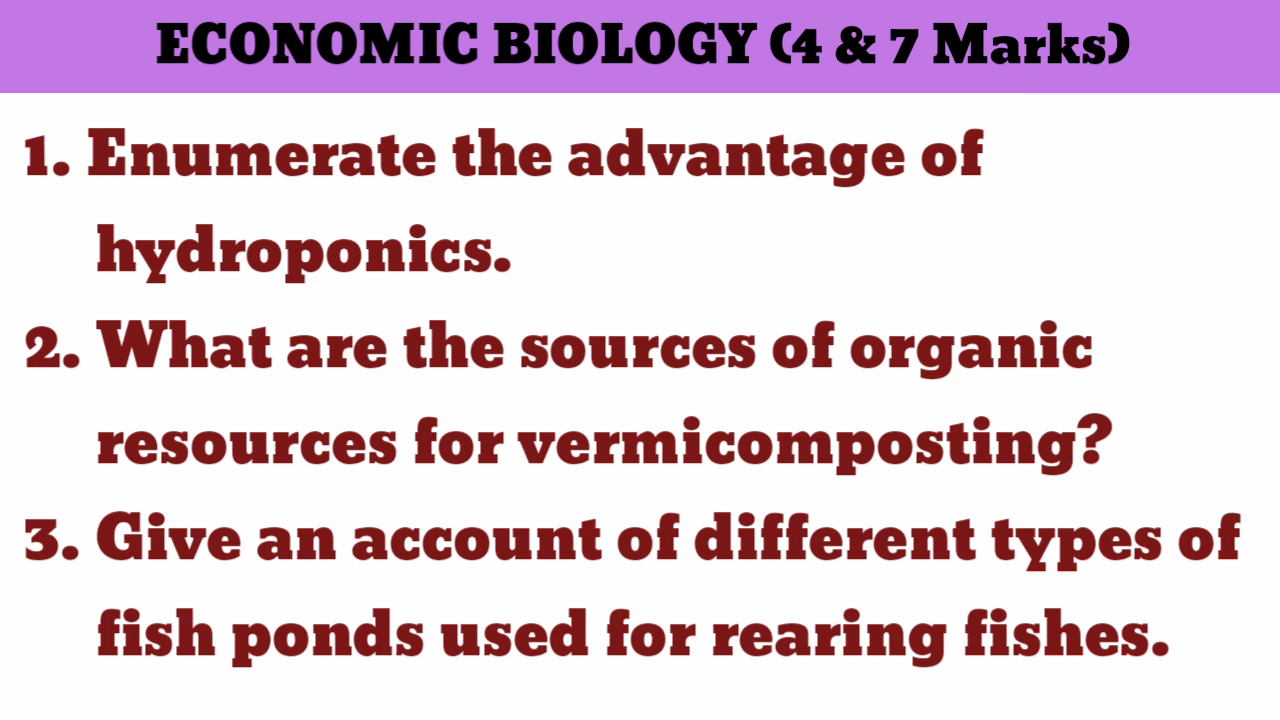 ECONOMIC BIOLOGY (4 & 7 Marks)
1. Enumerate the advantage of
hydroponics.
2. What are the sources of organic
resources for vermicomposting?
3. Give an account of different types of
fish ponds used for rearing fishes.